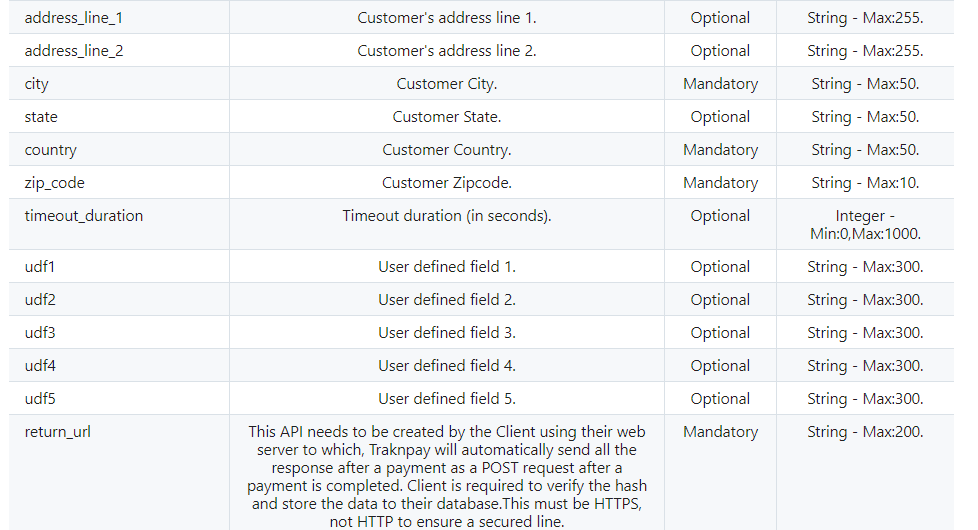 address_line_1 Customer's address line 1. Optional String - Max:255.
address_line_2 Customer's address line 2. Optional String - Max:255.
city Customer City. Mandatory String - Max:50.
state Customer State. Optional String - Max:50.
country Customer Country. Mandatory String - Max:50.
zip_code Customer Zipcode. Mandatory String - Max:10.
timeout_duration Timeout duration (in seconds). Optional Integer -
Min:0,Max:1000.
udf1 User defined field 1. Optional String - Max:300.
udf2 User defined field 2. Optional String - Max:300.
udf3 User defined field 3. Optional String - Max:300.
udf4 User defined field 4. Optional String - Max:300.
udf5 User defined field 5. Optional String - Max:300.
return_url This API needs to be created by the Client using their web Mandatory String - Max:200.
server to which, Traknpay will automatically send all the
response after a payment as a POST request after a
payment is completed. Client is required to verify the hash
and store the data to their database.This must be HTTPS,
not HTTP to ensure a secured line.